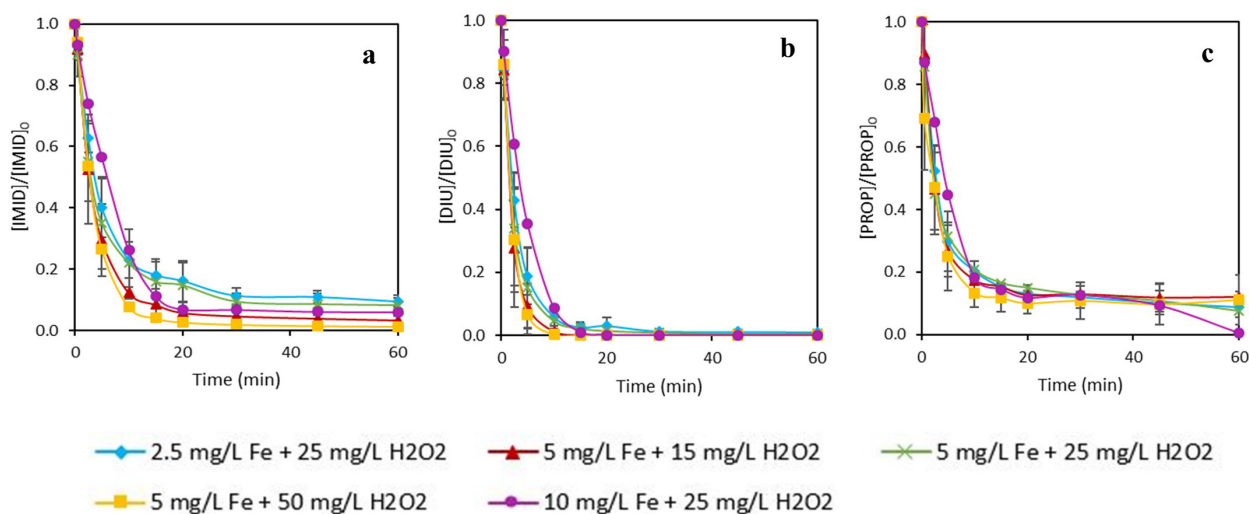 a
[IMID]/[IMID]0
1.0
0.8
0.6
0.4
0.2
0.0
0 20 40 60
Time (min)
b
[DIU]/[DIU]0
1.0
0.8
0.6
0.4
0.2
0.0
0 20 40 60
Time (min)
c
[PROP]/[PROP]0
1.0
0.8
0.6
0.4
0.2
0.0
0 20 40 60
Time (min)
2.5 mg/L Fe + 25 mg/L H2O2 5 mg/L Fe + 15 mg/L H2O2 5 mg/L Fe + 25 mg/L H2O2
5 mg/L Fe + 50 mg/L H2O2 10 mg/L Fe + 25 mg/L H2O2